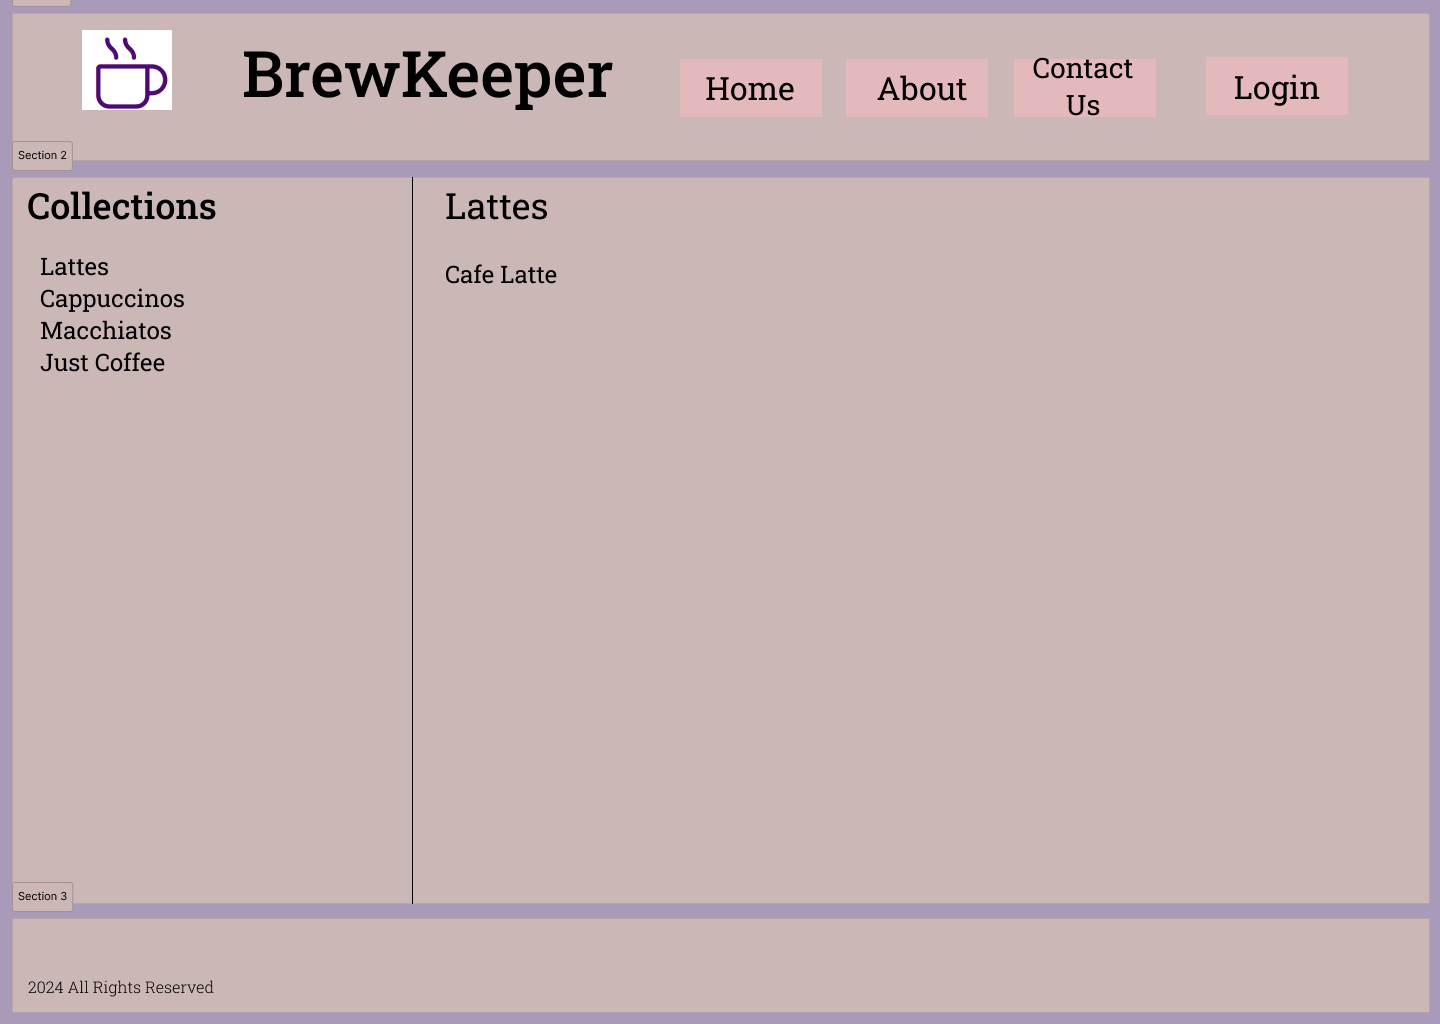 BrewKeeper
Home
About
Contact
Us
Login
Section 2
Collections
Lattes
Cappuccinos
Macchiatos
Just Coffee
Lattes
Cafe Latte
Section 3
2024 All Rights Reserved